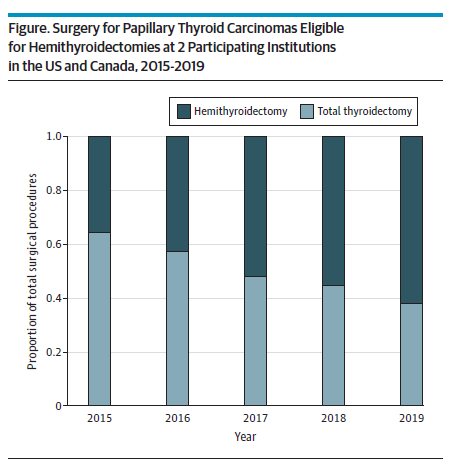 Figure. Surgery for Papillary Thyroid Carcinomas Eligible
for Hemithyroidectomies at 2 Participating Institutions
in the US and Canada, 2015-2019
Hemithyroidectomy Total thyroidectomy
Proportion of total surgical procedures
1.0
0.8
0.6
0.4
0.2
0
2015 2016 2017 2018 2019
Year